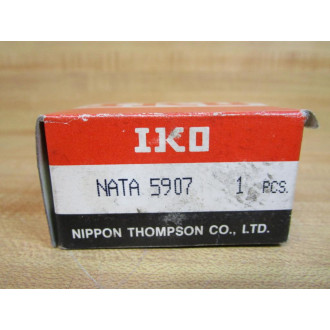 IKO
NATA 5907 1 PCS.
NIPPON THOMPSON CO., LTD.